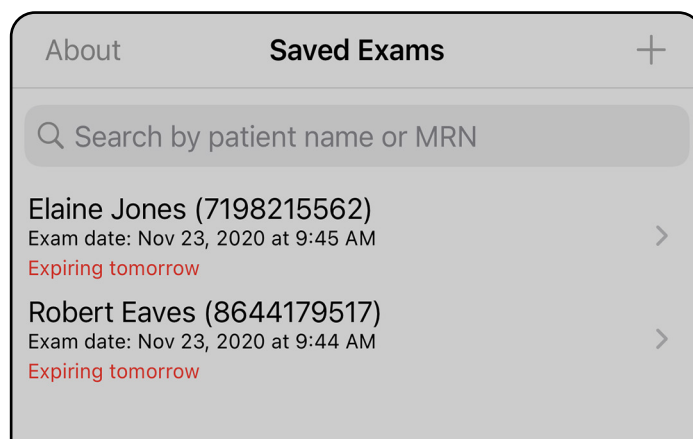 About Saved Exams +
Search by patient name or MRN
Elaine Jones (7198215562)
Exam date: Nov 23, 2020 at 9:45 AM
Expiring tomorrow
Robert Eaves (8644179517)
Exam date: Nov 23, 2020 at 9:44 AM
Expiring tomorrow